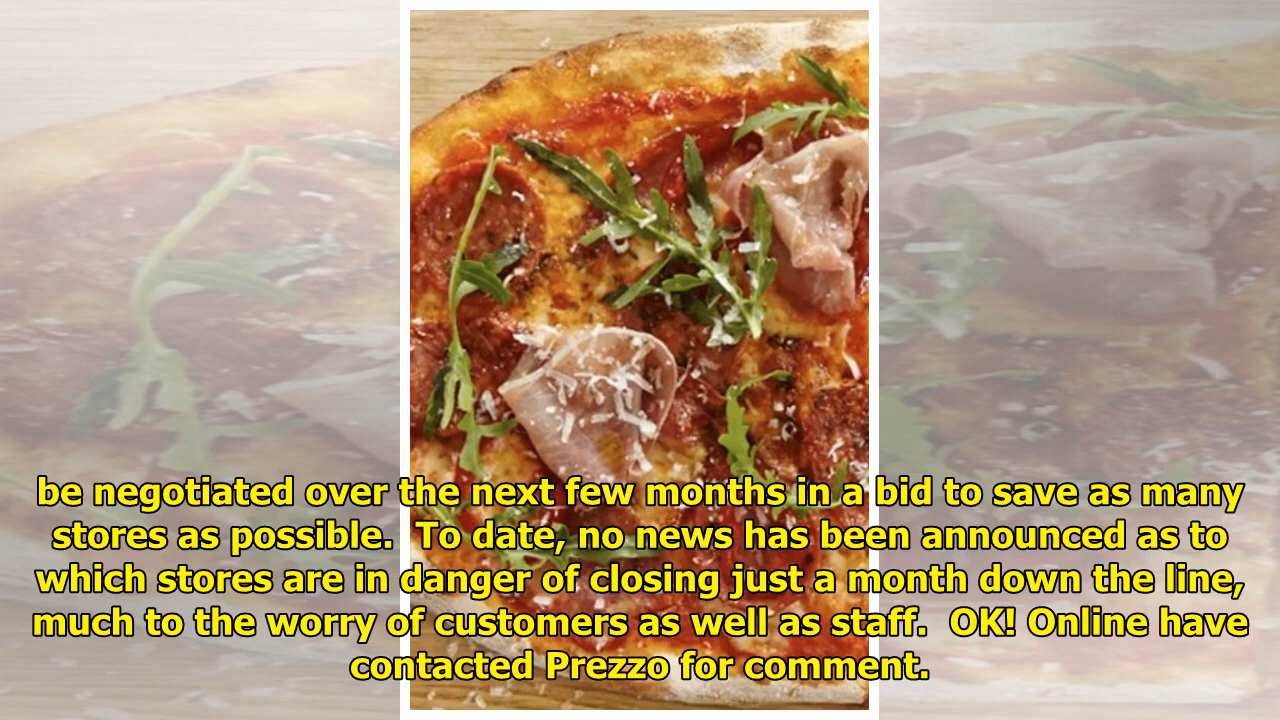 be negotiated over the next few months in a bid to save as many
stores as possible.  To date, no news has been announced as to
which stores are in danger of closing just a month down the line,
much to the worry of customers as well as staff.  OK! Online have
contacted Prezzo for comment.